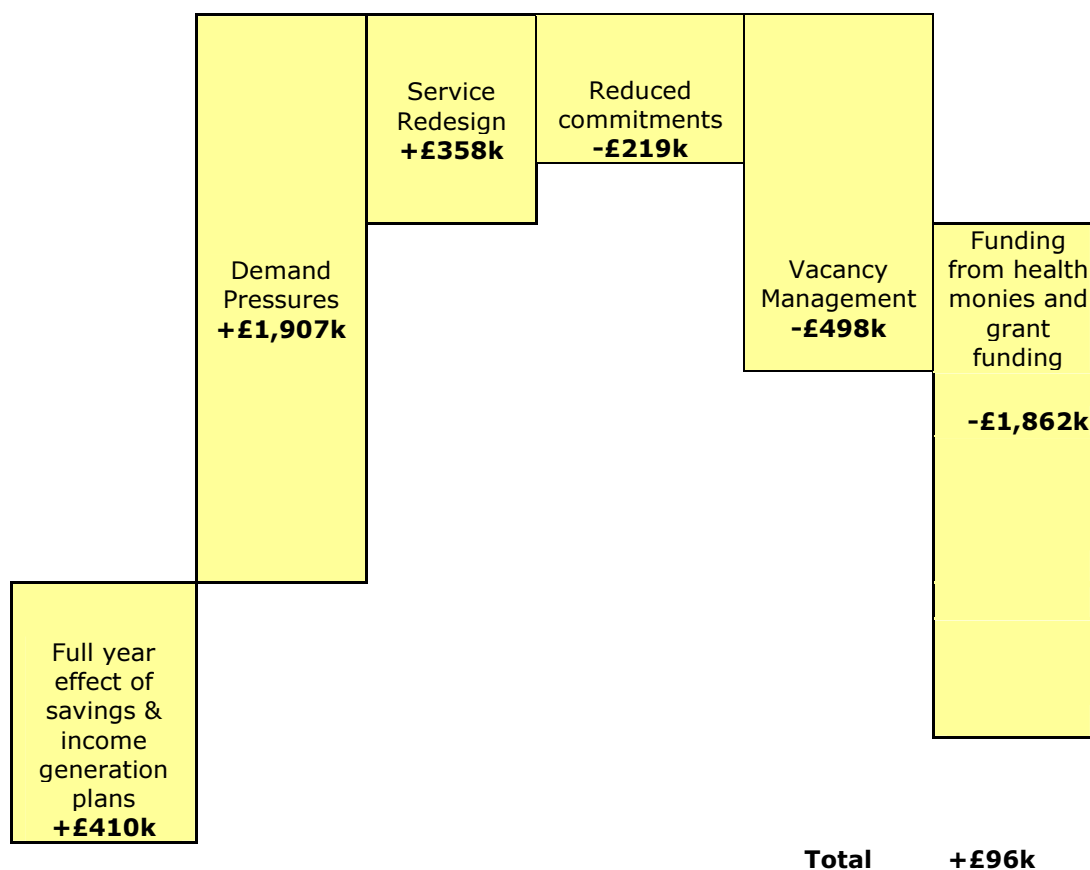 Service
Redesign
+£358k
Reduced
commitments
-£219k
Demand
Pressures
+£1,907k
Vacancy
Management
-£498k
Funding
from health
monies and
grant
funding
-£1,862k
Full year
effect of
savings &
income
generation
plans
+£410k
Total +£96k